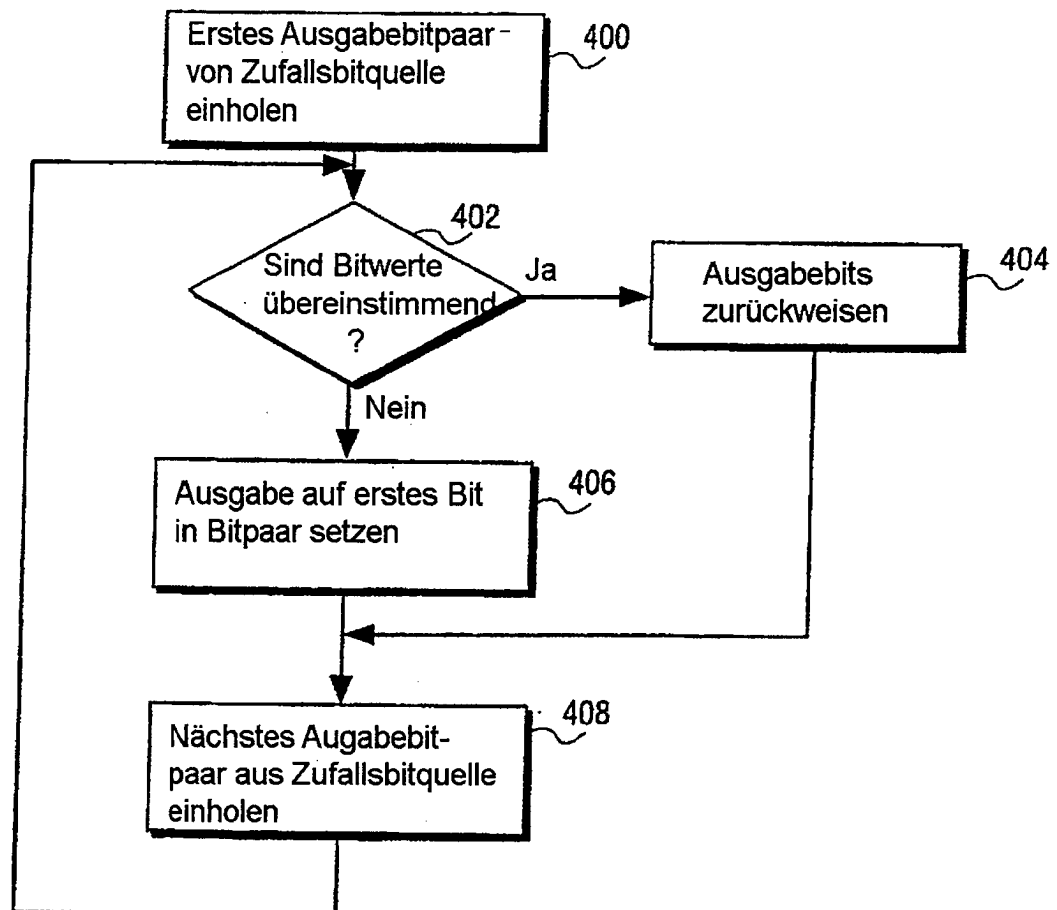 Erstes Ausgabebitpaar-
von Zufallsbitquelle
einholen
400
402
Sind Bitwerte
übereinstimmend
?
Ja
404
Ausgabebits
zurückweisen
Nein
406
Ausgabe auf erstes Bit
in Bitpaar setzen
408
Nächstes Augabebit-
paar aus Zufallsbitquelle
einholen